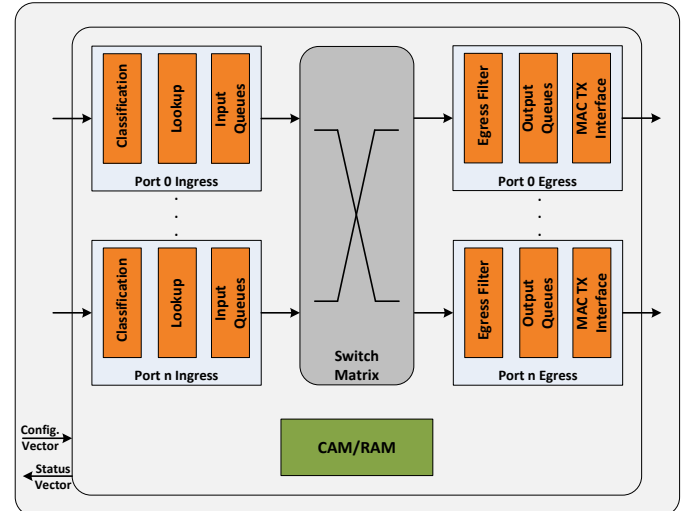 Classification
Lookup
Input
Queues
Port 0 Ingress
Egress Filter
Output
Queues
MAC TX
Interface
Port 0 Egress
Classification
Lookup
Input
Queues
Port n Ingress
Switch
Matrix
Egress Filter
Output
Queues
MAC TX
Interface
Port n Egress
Config.
Vector
Status
Vector
CAM/RAM